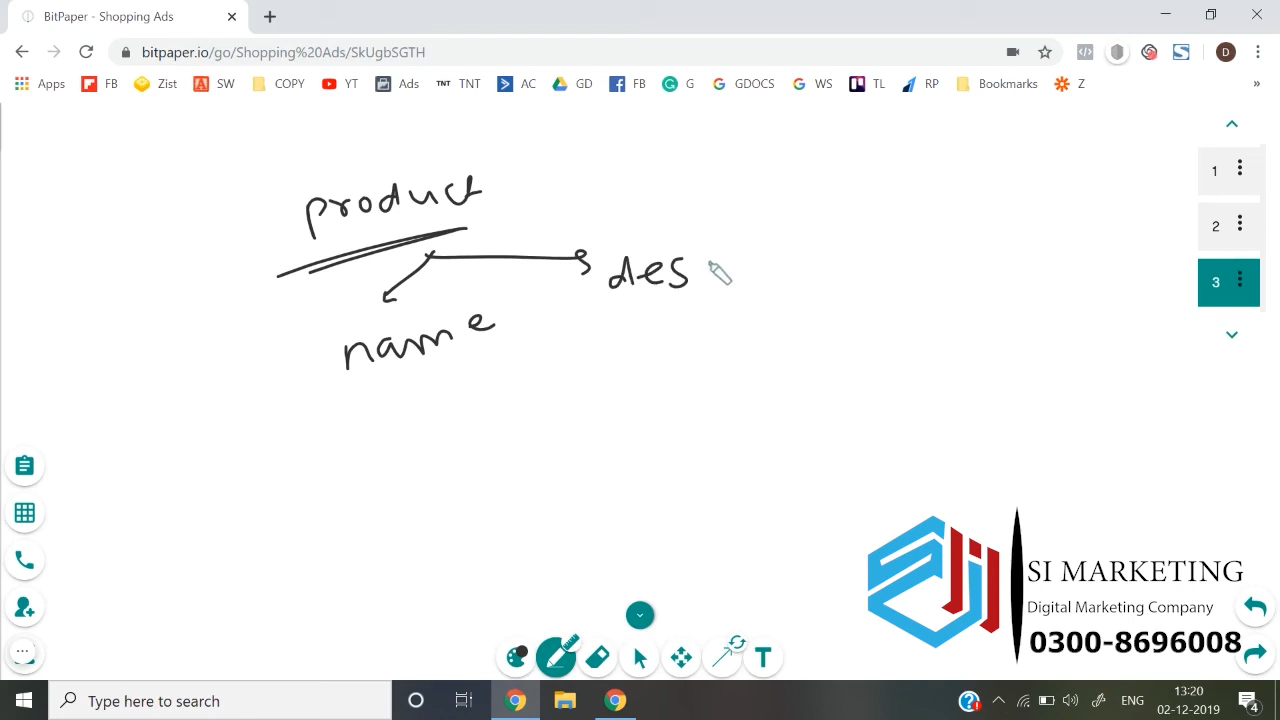 BitPaper - Shopping Ads
bitpaper.io/go/Shopping%20Ads/SkUgbSGTH
D
Apps FB Zist SW COPY YT Ads TNT TNT AC GD FB G GDOCS WS TL RP Bookmarks Z »
product
des
name
1
2
3
SI MARKETING
Digital Marketing Company
0300-8696008
T
Type here to search
ENG
13:20
02-12-2019
4